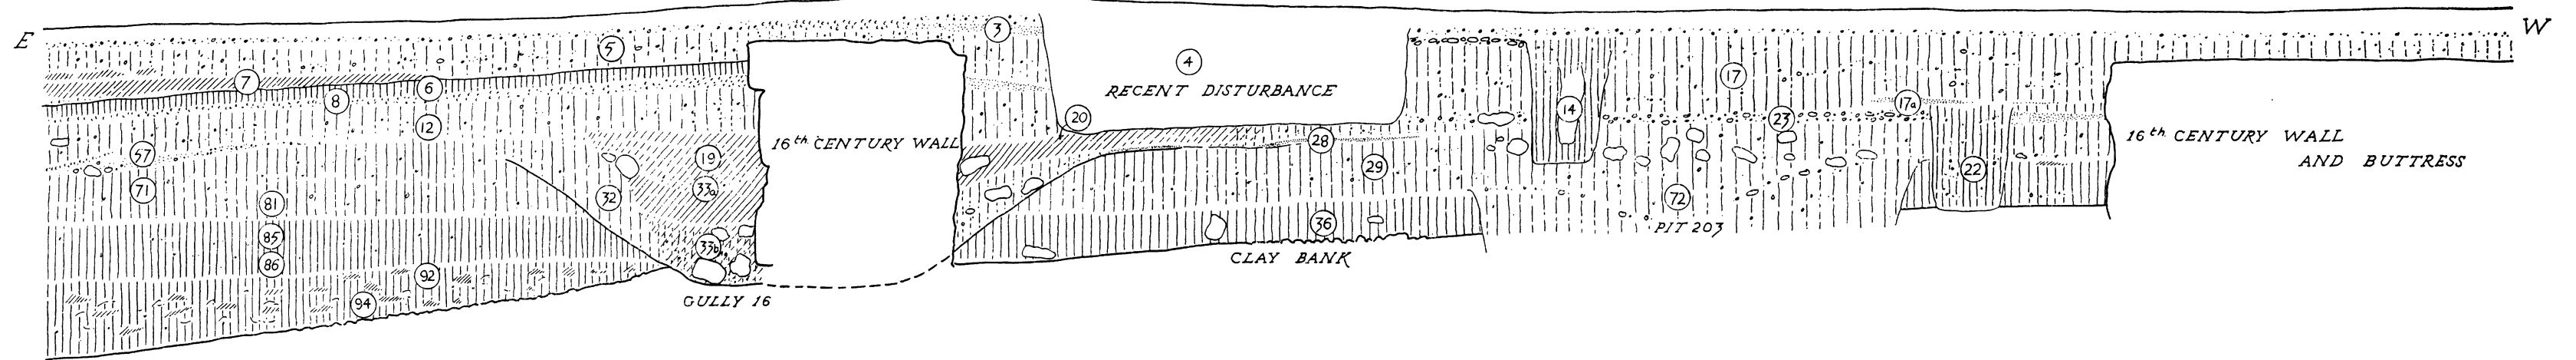 E
W
3
5
4
7
6
RECENT DISTURBANCE
17
8
14
17a
20
23
12
28
16th CENTURY WALL
16th CENTURY WALL
AND BUTTRESS
57
19
29
22
71
33a
32
72
81
36
PIT 203
85
33b
CLAY BANK
86
92
GULLY 16
94